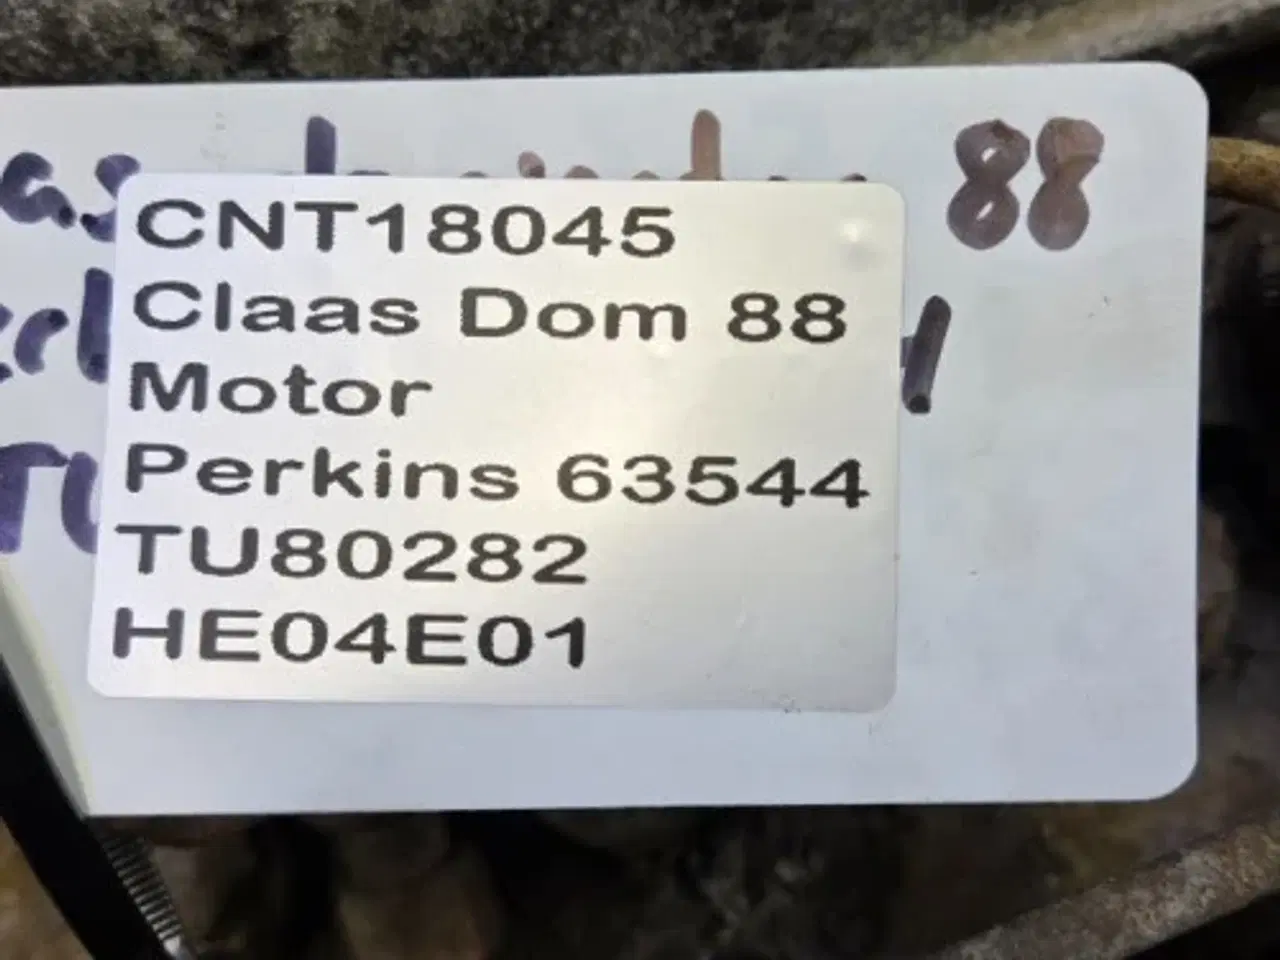 88
CNT18045
Claas Dom 88
Motor
Perkins 63544
TU80282
HE04E01